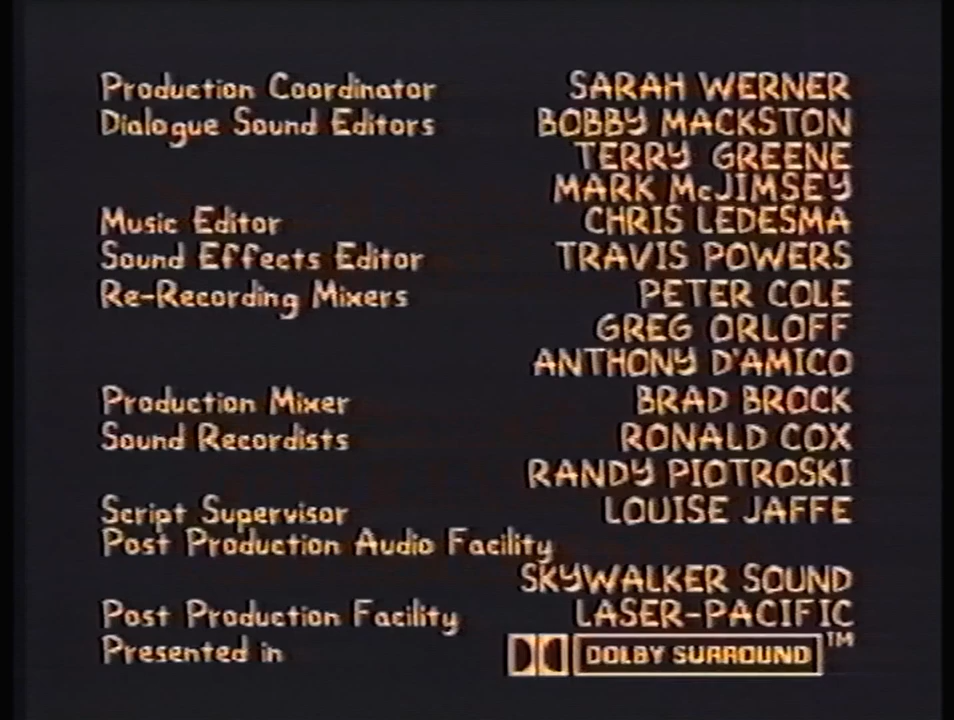 Production Coordinator SARAH WERNER
Dialogue Sound Editors BOBBY MACKSTON
TERRY GREENE
MARK McJIMSEY
Music Editor CHRIS LEDESMA
Sound Effects Editor TRAVIS POWERS
Re-Recording Mixers PETER COLE
GREG ORLOFF
ANTHONY D'AMICO
Production Mixer BRAD BROCK
Sound Recordists RONALD COX
RANDY PIOTROSKI
Script Supervisor LOUISE JAFFE
Post Production Audio Facility
SKYWALKER SOUND
Post Production Facility LASER-PACIFIC
Presented in DOLBY SURROUND TM